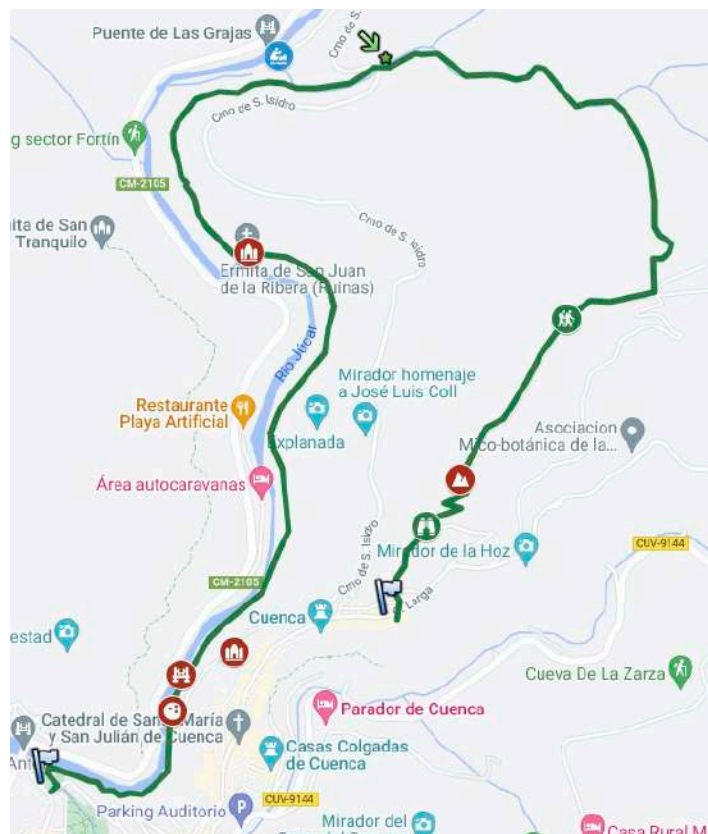 Puente de Las Grajas
Cmo de S.
Cmo de S. Isidro
g sector Fortín
CM-2105
ita de San
Tranquilo
Cmo de S. Isidro
Ermita de San Juan
de la Ribera (Ruinas)
Río Júcar
Mirador homenaje
a José Luis Coll
Restaurante
Playa Artificial
Explanada
Asociacion
Mico-botánica de la...
Área autocaravanas
Cmo de S. Isidro
Mirador de la Hoz
CUV-9144
CM-2105
Larga
Cuenca
estad
Cueva De La Zarza
Parador de Cuenca
Catedral de Santa María
y San Julián de Cuenca
Ant
Casas Colgadas
de Cuenca
CUV-9144
Parking Auditorio
Mirador del
Casa Rural M